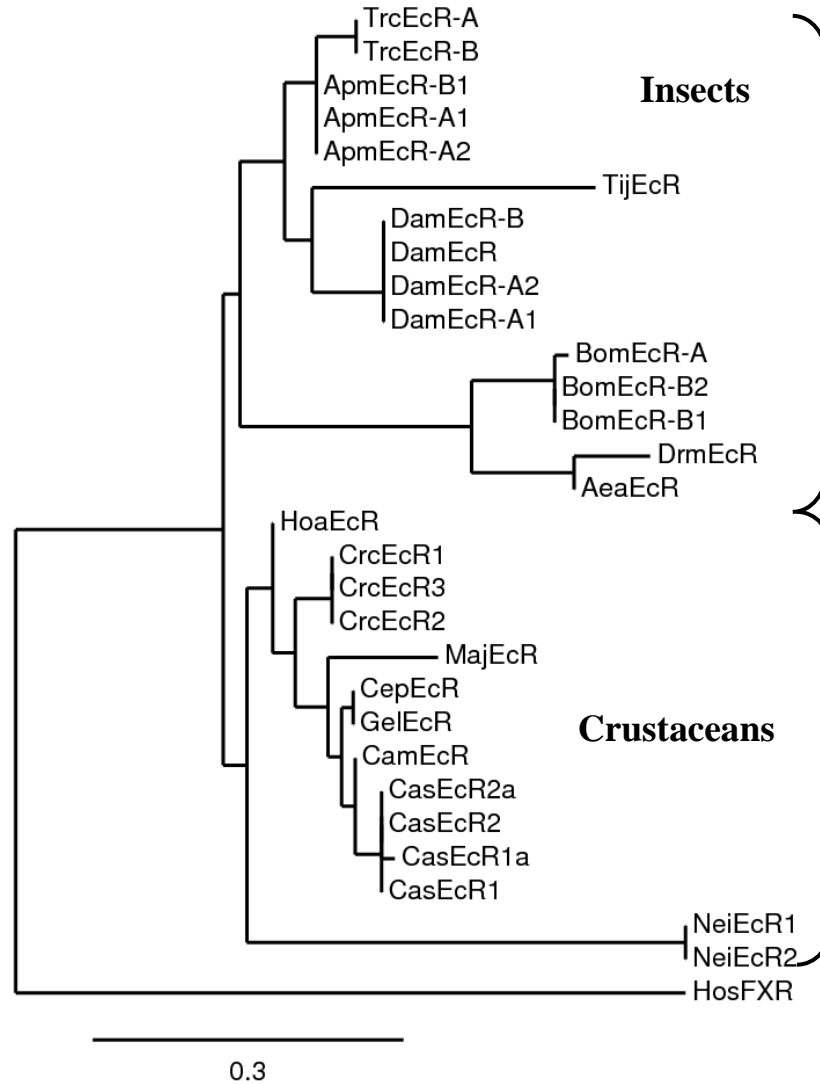 TrcEcR-A
TrcEcR-B
ApmEcR-B1
Insects
ApmEcR-A1
ApmEcR-A2
TijEcR
DamEcR-B
DamEcR
DamEcR-A2
DamEcR-A1
BomEcR-A
BomEcR-B2
BomEcR-B1
DrmEcR
AeaEcR
HoaEcR
CrcEcR1
CrcEcR3
CrcEcR2
MajEcR
CepEcR
GelEcR
Crustaceans
CamEcR
CasEcR2a
CasEcR2
CasEcR1a
CasEcR1
NeiEcR1
NeiEcR2
HosFXR
0.3